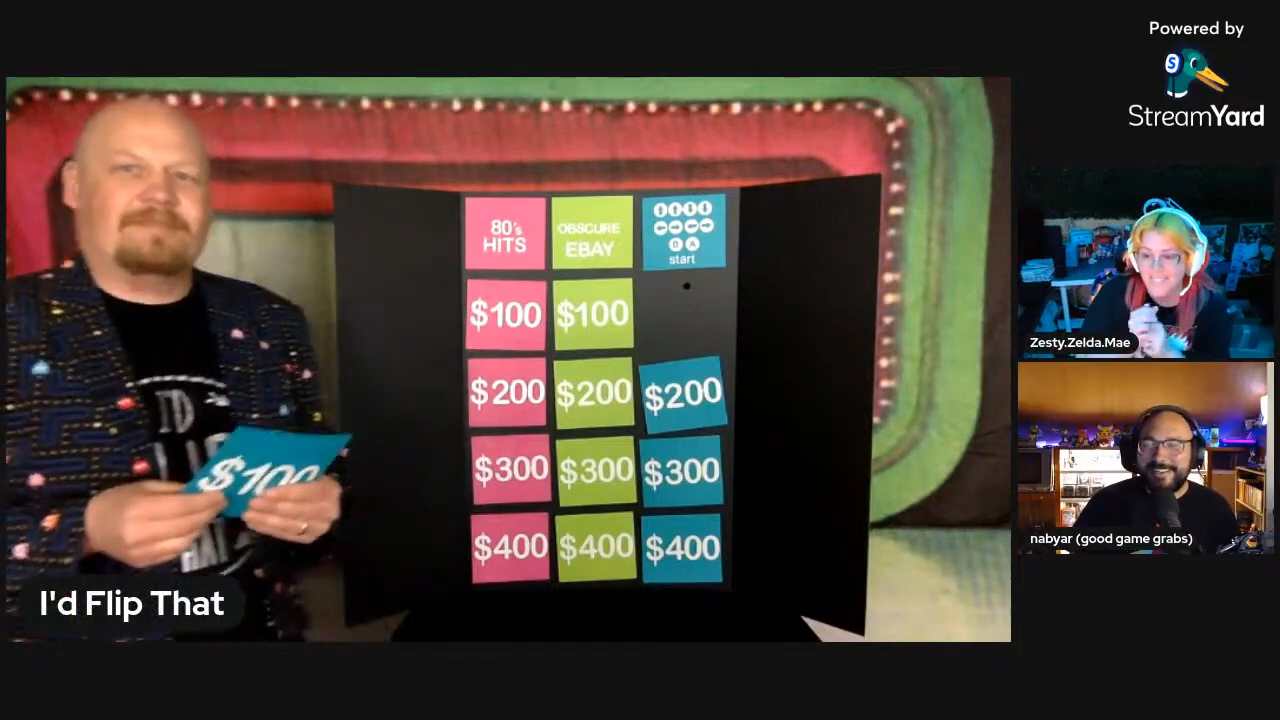 Powered by
S
StreamYard
80's
HITS
OBSCURE
EBAY
B A
start
$100
$100
$200
$200
$200
$300
$300
$300
$400
$400
$400
$100
I'D
I'd Flip That
Zesty.Zelda.Mae
nabyar (good game grabs)